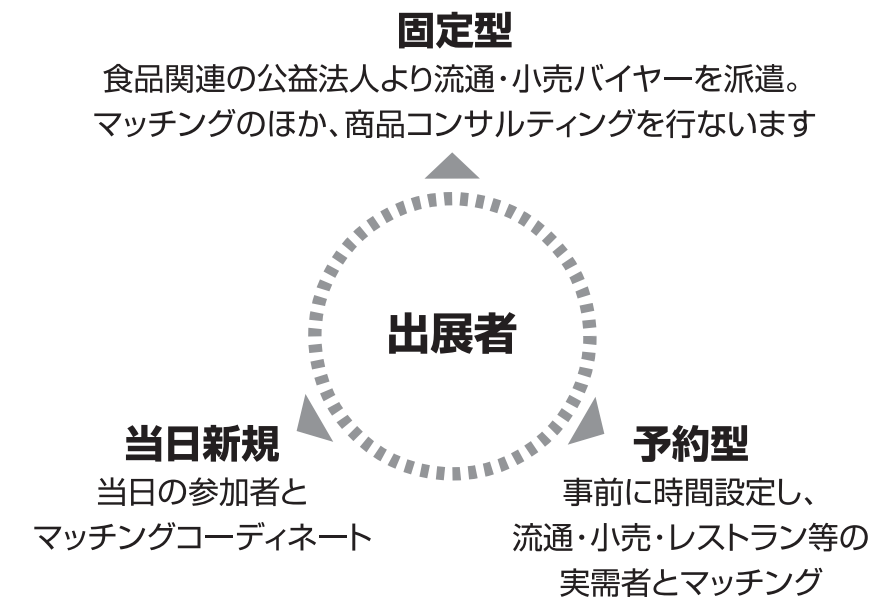 固定型
食品関連の公益法人より流通・小売バイヤーを派遣。
マッチングのほか、商品コンサルティングを行ないます
出展者
当日新規
当日の参加者と
マッチングコーディネート
予約型
事前に時間設定し、
流通・小売・レストラン等の
実需者とマッチング